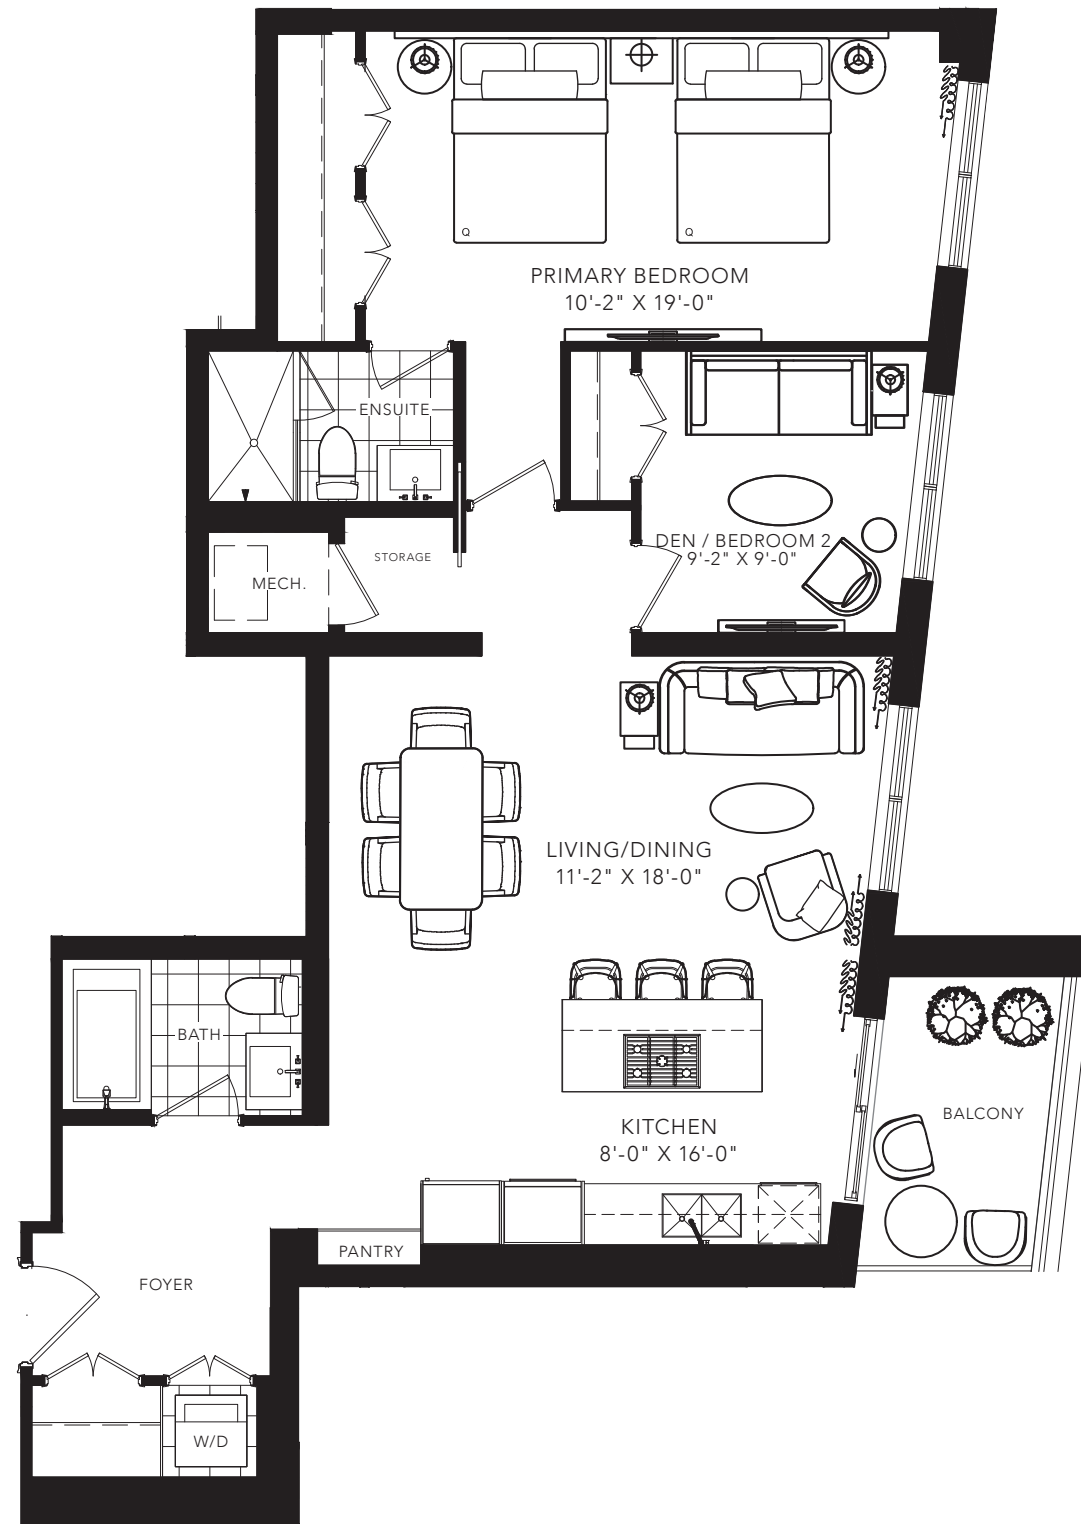 Q
Q
PRIMARY BEDROOM
10'-2" X 19'-0"
ENSUITE
DEN / BEDROOM 2
9'-2" X 9'-0"
STORAGE
MECH.
LIVING/DINING
11'-2" X 18'-0"
BATH
BALCONY
KITCHEN
8'-0" X 16'-0"
PANTRY
FOYER
W/D